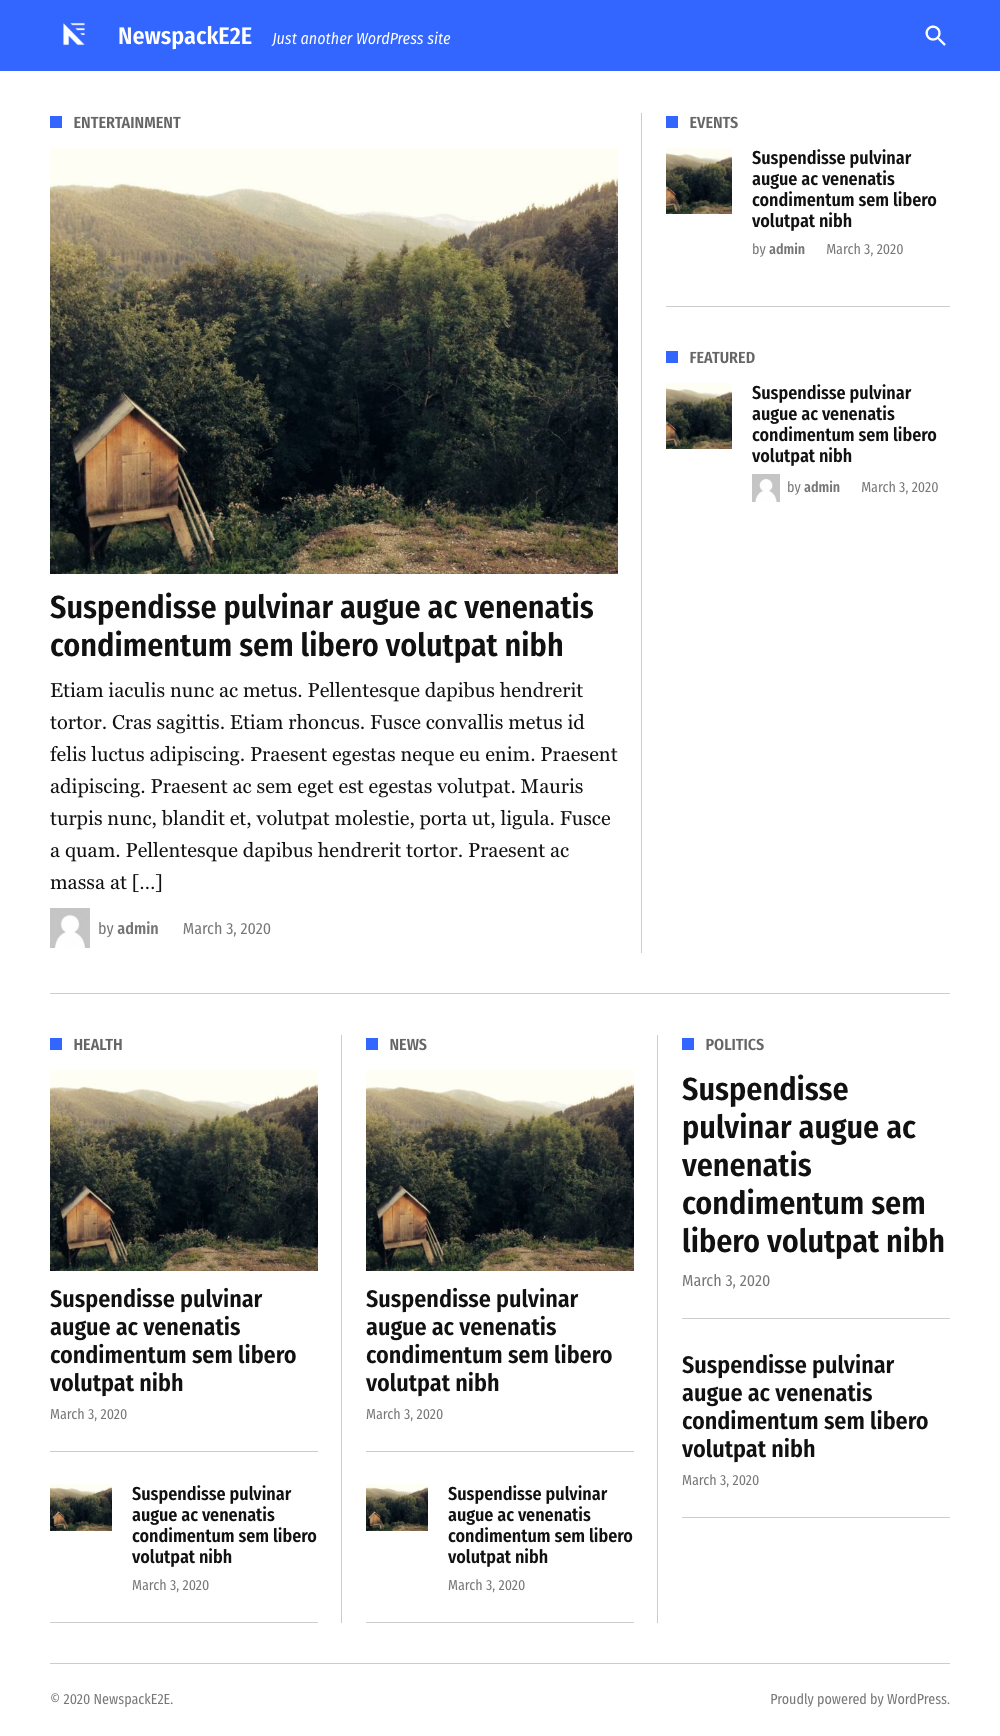 NewspackE2E
Just another WordPress site
ENTERTAINMENT
Suspendisse pulvinar augue ac venenatis
condimentum sem libero volutpat nibh
Etiam iaculis nunc ac metus. Pellentesque dapibus hendrerit
tortor. Cras sagittis. Etiam rhoncus. Fusce convallis metus id
felis luctus adipiscing. Praesent egestas neque eu enim. Praesent
adipiscing. Praesent ac sem eget est egestas volutpat. Mauris
turpis nunc, blandit et, volutpat molestie, porta ut, ligula. Fusce
a quam. Pellentesque dapibus hendrerit tortor. Praesent ac
massa at [...]
by admin March 3, 2020
EVENTS
Suspendisse pulvinar
augue ac venenatis
condimentum sem libero
volutpat nibh
by admin March 3, 2020
FEATURED
Suspendisse pulvinar
augue ac venenatis
condimentum sem libero
volutpat nibh
by admin March 3, 2020
HEALTH
Suspendisse pulvinar
augue ac venenatis
condimentum sem libero
volutpat nibh
March 3, 2020
Suspendisse pulvinar
augue ac venenatis
condimentum sem libero
volutpat nibh
March 3, 2020
NEWS
Suspendisse pulvinar
augue ac venenatis
condimentum sem libero
volutpat nibh
March 3, 2020
Suspendisse pulvinar
augue ac venenatis
condimentum sem libero
volutpat nibh
March 3, 2020
POLITICS
Suspendisse
pulvinar augue ac
venenatis
condimentum sem
libero volutpat nibh
March 3, 2020
Suspendisse pulvinar
augue ac venenatis
condimentum sem libero
volutpat nibh
March 3, 2020
© 2020 NewspackE2E.
Proudly powered by WordPress.